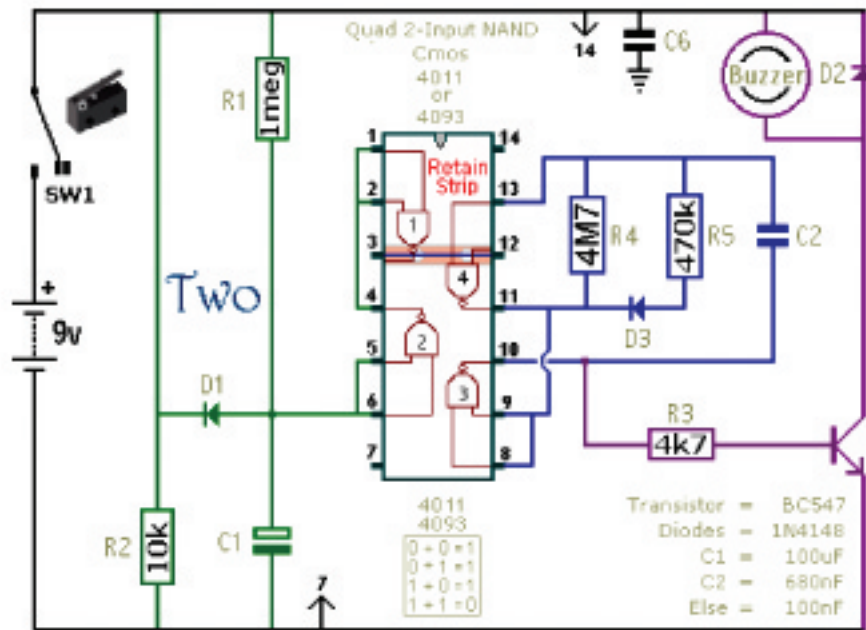 Quad 2-Input NAND
Cmos
4011
or
4093
14
C6
Buzzer
D2
R1
1meg
SW1
1
2
3
4
5
6
7
14
13
12
11
10
9
8
Retain
Strip
1
4
2
3
4M7
R4
470k
R5
C2
D3
+
9v
Two
D1
R3
4k7
R2
10k
C1
7
4011
4093
0+0=1
0+1=1
1+0=1
1+1=0
Transistor = BC547
Diodes = 1N4148
C1 = 100uF
C2 = 680nF
Else = 100nF